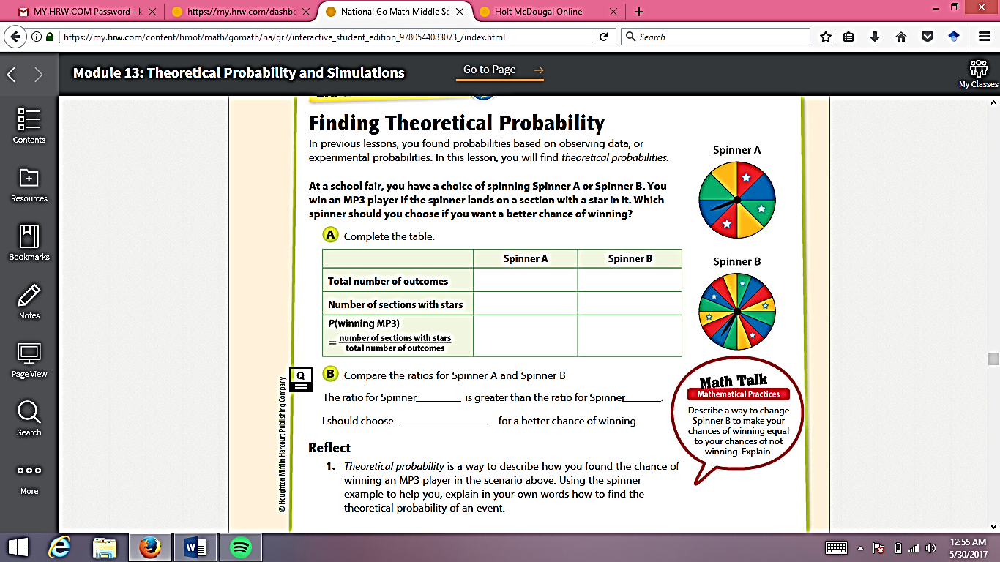 MY.HRW.COM Password - k
https://my.hrw.com/dashbo
National Go Math Middle Sc
Holt McDougal Online
https://my.hrw.com/content/hmof/math/gomath/na/gr7/interactive_student_edition_9780544083073_/index.html
Search
Module 13: Theoretical Probability and Simulations
Go to Page
My Classes
Contents
Resources
Bookmarks
Notes
Page View
Search
More
Finding Theoretical Probability
In previous lessons, you found probabilities based on observing data, or
experimental probabilities. In this lesson, you will find theoretical probabilities.
At a school fair, you have a choice of spinning Spinner A or Spinner B. You
win an MP3 player if the spinner lands on a section with a star in it. Which
spinner should you choose if you want a better chance of winning?
A Complete the table.
Spinner A Spinner B
Total number of outcomes
Number of sections with stars
P(winning MP3)
= number of sections with stars
total number of outcomes
Q
B Compare the ratios for Spinner A and Spinner B
The ratio for Spinner________ is greater than the ratio for Spinner_______.
I should choose ________________ for a better chance of winning.
Reflect
1. Theoretical probability is a way to describe how you found the chance of
winning an MP3 player in the scenario above. Using the spinner
example to help you, explain in your own words how to find the
theoretical probability of an event.
Spinner A
Spinner B
Math Talk
Mathematical Practices
Describe a way to change
Spinner B to make your
chances of winning equal
to your chances of not
winning. Explain.
© Houghton Mifflin Harcourt Publishing Company
12:55 AM
5/30/2017